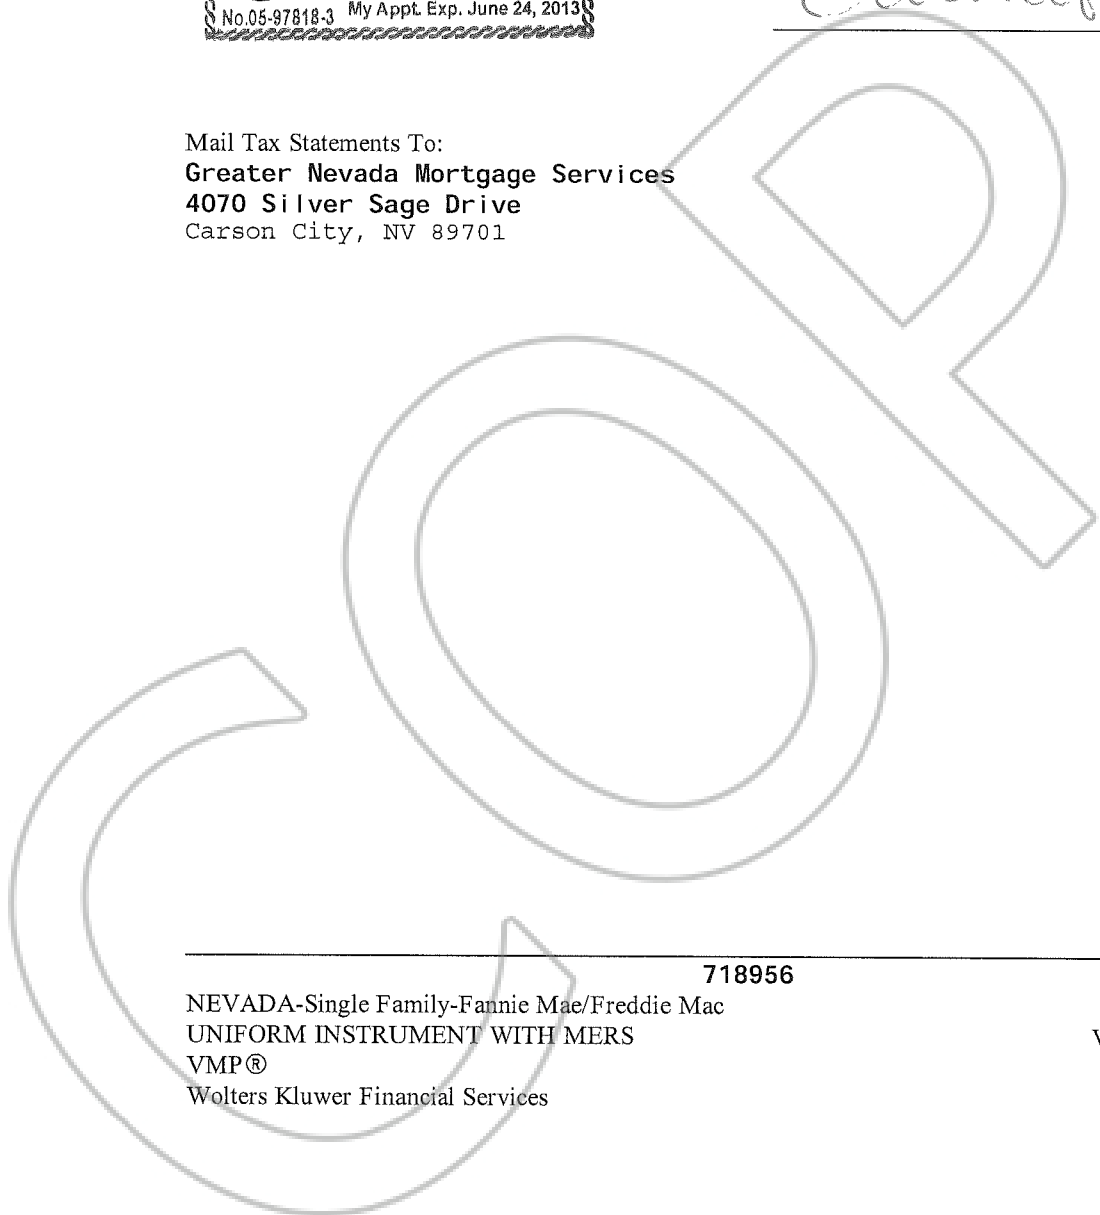 No.05-97818-3 My Appt. Exp. June 24, 2013
Mail Tax Statements To:
Greater Nevada Mortgage Services
4070 Silver Sage Drive
Carson City, NV 89701
COP
718956
NEVADA-Single Family-Fannie Mae/Freddie Mac
UNIFORM INSTRUMENT WITH MERS
VMP®
Wolters Kluwer Financial Services